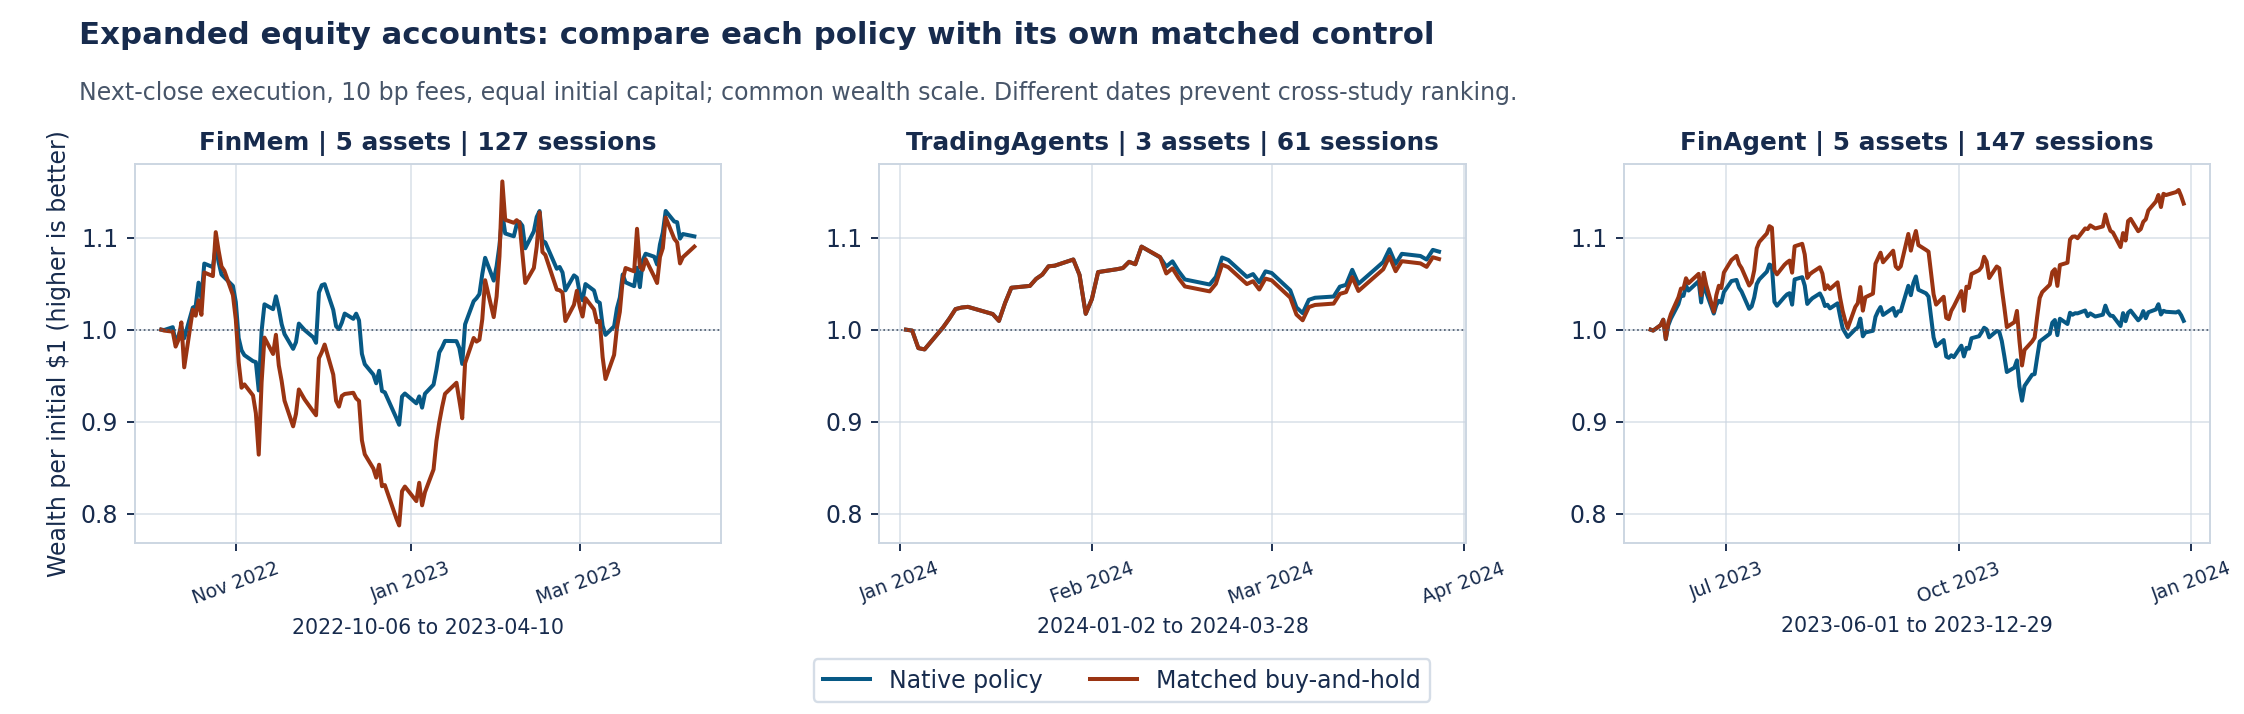 Expanded equity accounts: compare each policy with its own matched control
Next-close execution, 10 bp fees, equal initial capital; common wealth scale. Different dates prevent cross-study ranking.
Wealth per initial $1 (higher is better)
FinMem | 5 assets | 127 sessions
1.1
1.0
0.9
0.8
Nov 2022
Jan 2023
Mar 2023
2022-10-06 to 2023-04-10
TradingAgents | 3 assets | 61 sessions
1.1
1.0
0.9
0.8
Jan 2024
Feb 2024
Mar 2024
Apr 2024
2024-01-02 to 2024-03-28
FinAgent | 5 assets | 147 sessions
1.1
1.0
0.9
0.8
Jul 2023
Oct 2023
Jan 2024
2023-06-01 to 2023-12-29
Native policy
Matched buy-and-hold